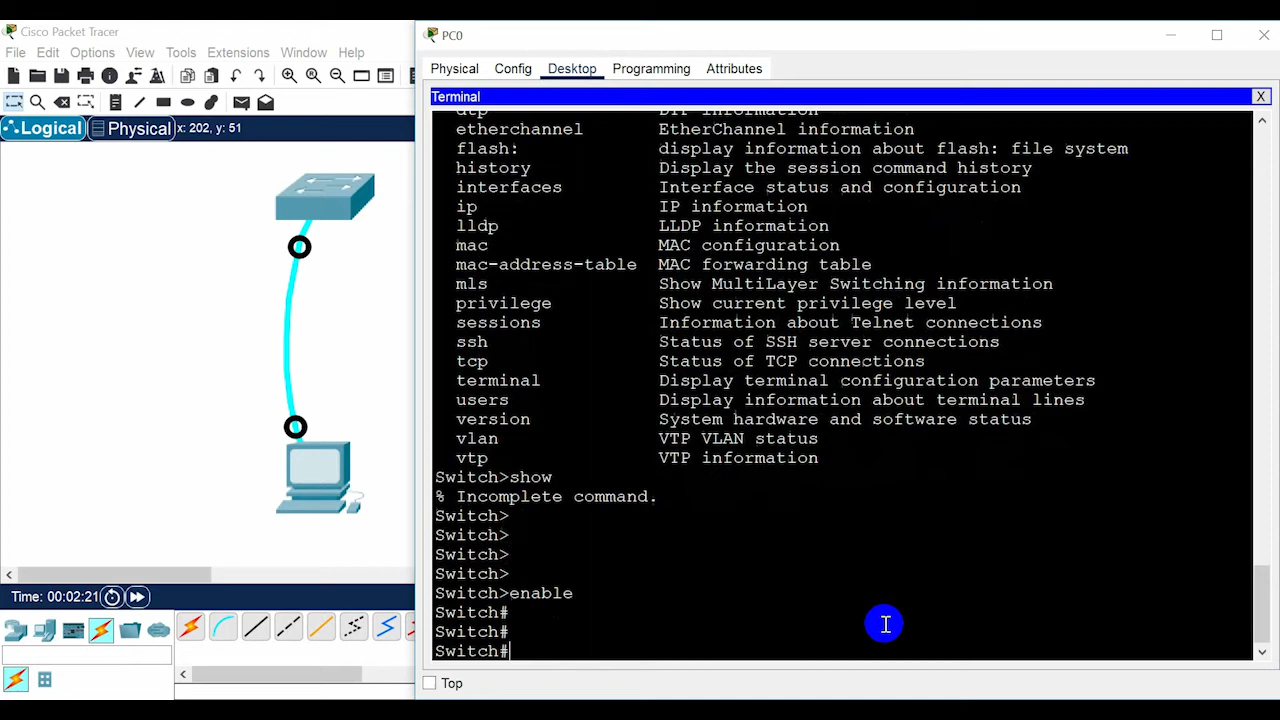 Cisco Packet Tracer
File Edit Options View Tools Extensions Window Help
Logical Physical x: 202, y: 51
Time: 00:02:21
PC0
Physical Config Desktop Programming Attributes
Terminal X
dtp DTP information
etherchannel EtherChannel information
flash: display information about flash: file system
history Display the session command history
interfaces Interface status and configuration
ip IP information
lldp LLDP information
mac MAC configuration
mac-address-table MAC forwarding table
mls Show MultiLayer Switching information
privilege Show current privilege level
sessions Information about Telnet connections
ssh Status of SSH server connections
tcp Status of TCP connections
terminal Display terminal configuration parameters
users Display information about terminal lines
version System hardware and software status
vlan VTP VLAN status
vtp VTP information
Switch>show
% Incomplete command.
Switch>
Switch>
Switch>
Switch>
Switch>enable
Switch#
Switch#
Switch#
Top